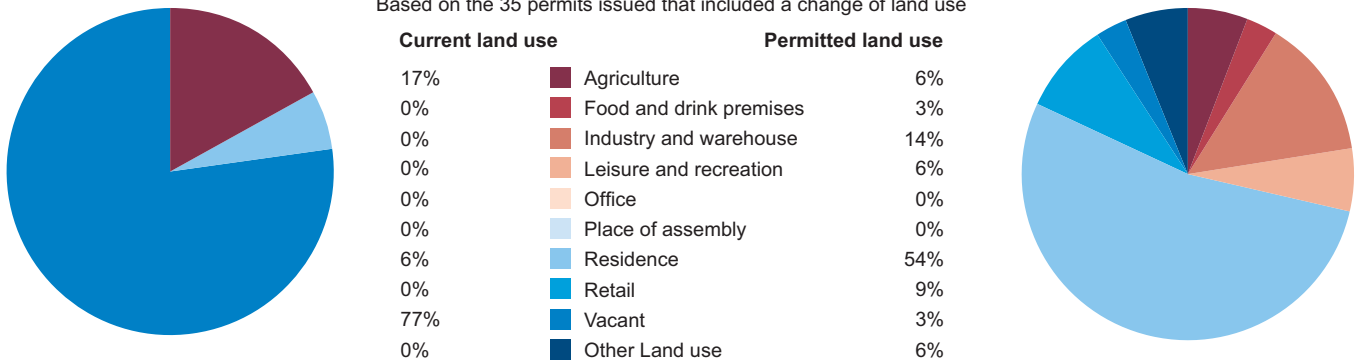 Based on the 35 permits issued that included a change of land use
Current land use Permitted land use
17% Agriculture 6%
0% Food and drink premises 3%
0% Industry and warehouse 14%
0% Leisure and recreation 6%
0% Office 0%
0% Place of assembly 0%
6% Residence 54%
0% Retail 9%
77% Vacant 3%
0% Other Land use 6%